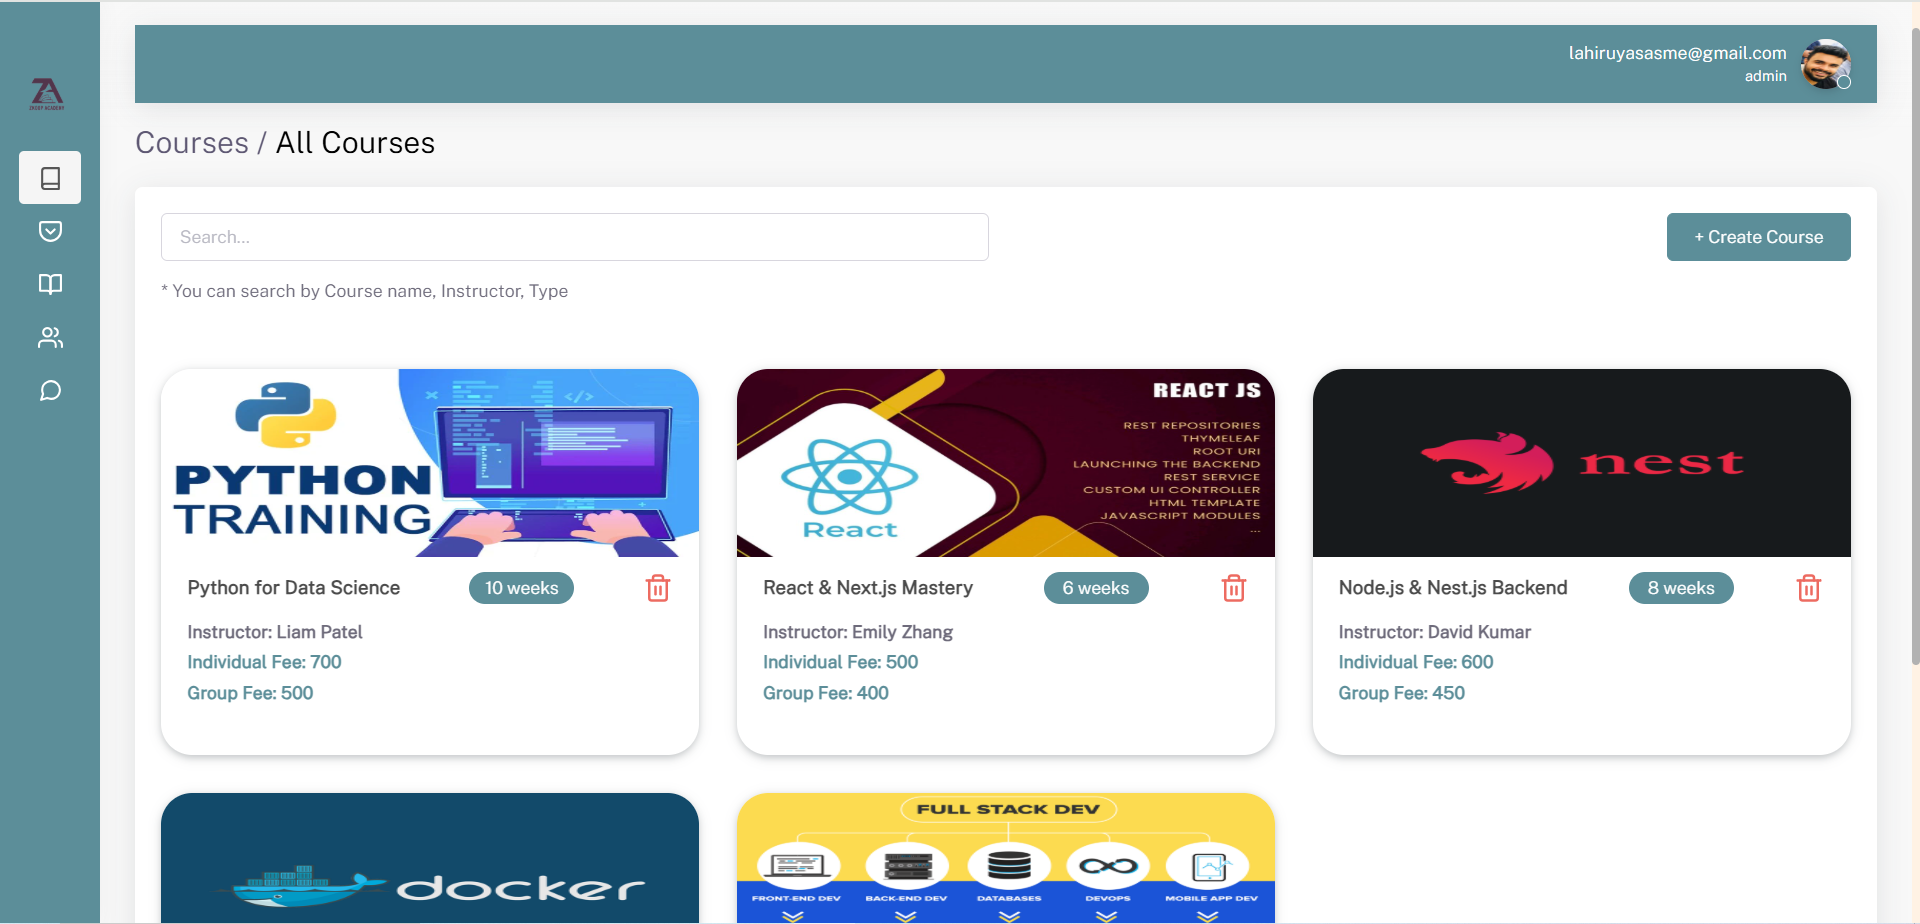 lahiruyasasme@gmail.com
admin
Courses / All Courses
Search...
+ Create Course
* You can search by Course name, Instructor, Type
PYTHON
TRAINING
</>
REACT JS
REST REPOSITORIES
THYMELEAF
ROOT URI
LAUNCHING THE BACKEND
REST SERVICE
CUSTOM UI CONTROLLER
HTML TEMPLATE
JAVASCRIPT MODULES
...
React
nest
Python for Data Science
10 weeks
Instructor: Liam Patel
Individual Fee: 700
Group Fee: 500
React & Next.js Mastery
6 weeks
Instructor: Emily Zhang
Individual Fee: 500
Group Fee: 400
Node.js & Nest.js Backend
8 weeks
Instructor: David Kumar
Individual Fee: 600
Group Fee: 450
docker
FULL STACK DEV
FRONT-END DEV
BACK-END DEV
DATABASES
DEVOPS
MOBILE APP DEV